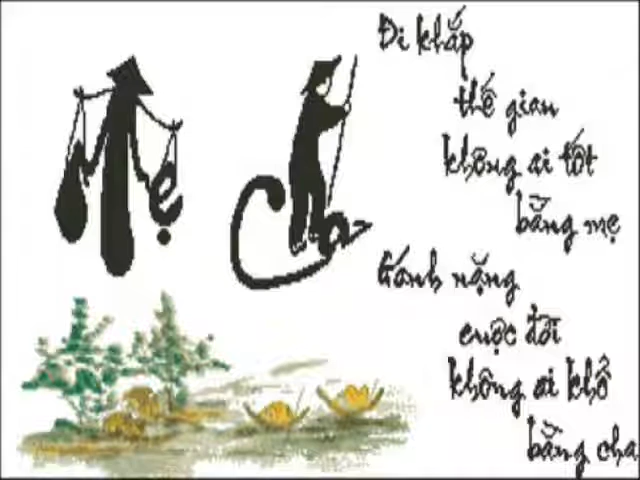 Mẹ
Cha
Đi khắp
thế gian
không ai tốt
bằng mẹ
Gánh nặng
cuộc đời
không ai khổ
bằng cha